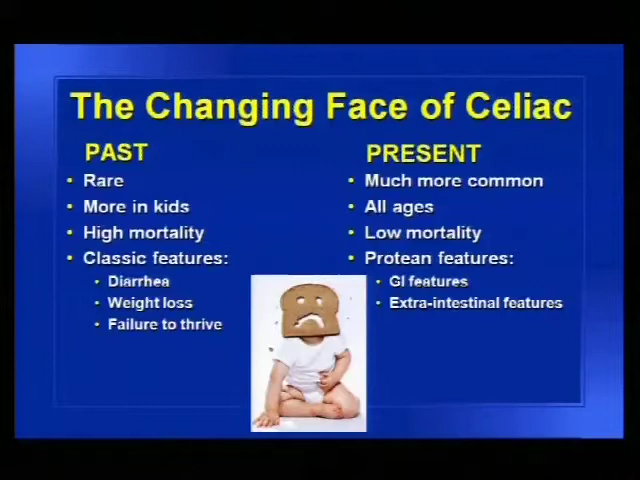 The Changing Face of Celiac
PAST
• Rare
• More in kids
• High mortality
• Classic features:
• Diarrhea
• Weight loss
• Failure to thrive
PRESENT
• Much more common
• All ages
• Low mortality
• Protean features:
• GI features
• Extra-intestinal features